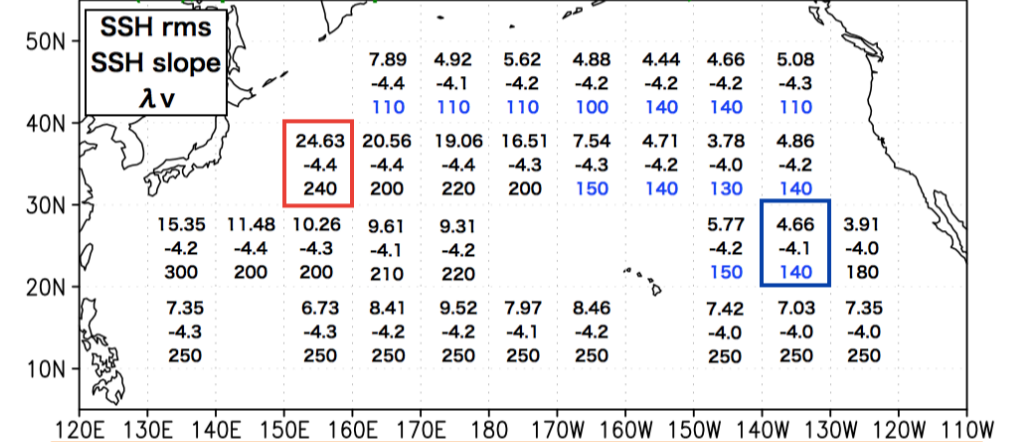 SSH rms
SSH slope
λv
50N
7.89 4.92 5.62 4.88 4.44 4.66 5.08
-4.4 -4.1 -4.2 -4.2 -4.2 -4.2 -4.3
110 110 110 100 140 140 110
40N
24.63 20.56 19.06 16.51 7.54 4.71 3.78 4.86
-4.4 -4.4 -4.4 -4.3 -4.3 -4.2 -4.0 -4.2
240 200 220 200 150 140 130 140
30N
15.35 11.48 10.26 9.61 9.31 5.77 4.66 3.91
-4.2 -4.4 -4.3 -4.1 -4.2 -4.2 -4.1 -4.0
300 200 200 210 220 150 140 180
20N
7.35 6.73 8.41 9.52 7.97 8.46 7.42 7.03 7.35
-4.3 -4.3 -4.2 -4.2 -4.1 -4.2 -4.0 -4.0 -4.0
250 250 250 250 250 250 250 250 250
10N
120E 130E 140E 150E 160E 170E 180 170W 160W 150W 140W 130W 120W 110W